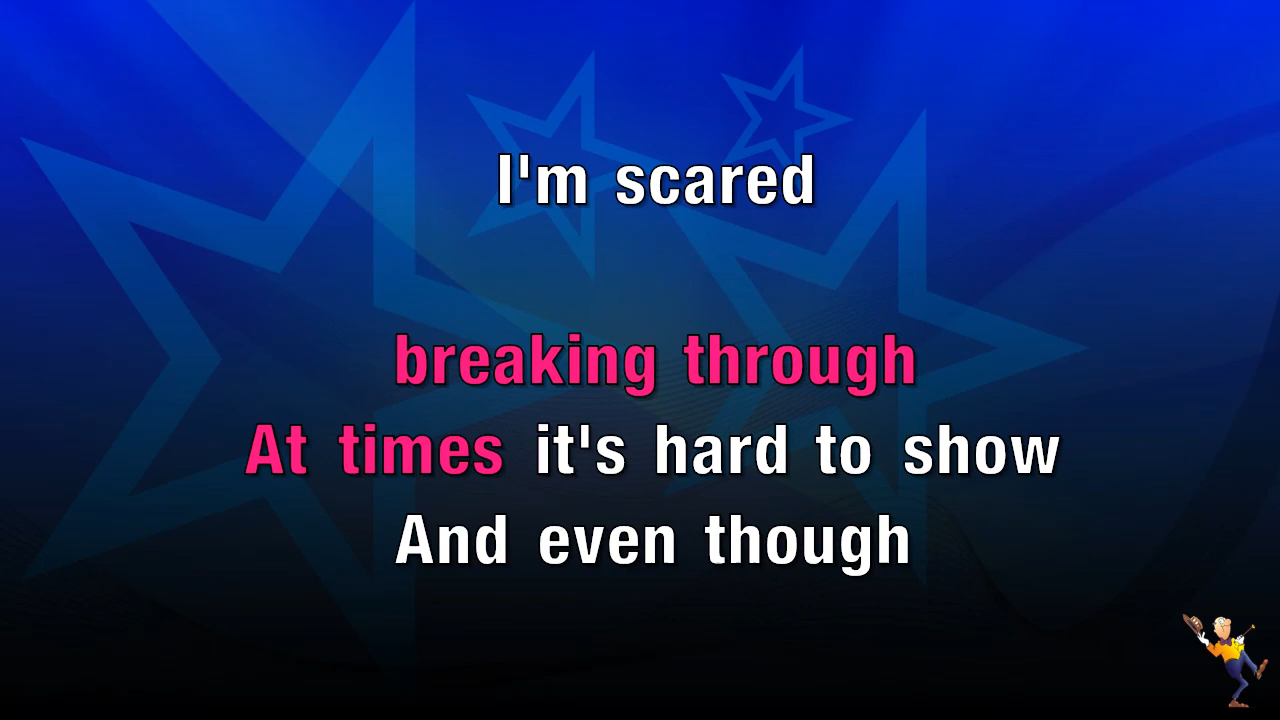 I'm scared
breaking through
At times it's hard to show
And even though